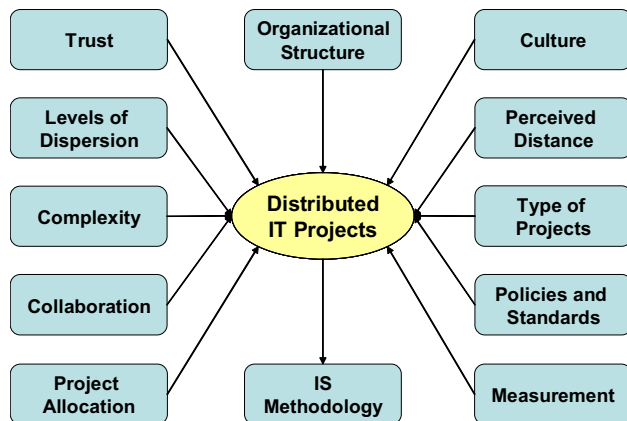 Trust
Organizational
Structure
Culture
Levels of
Dispersion
Perceived
Distance
Complexity
Distributed
IT Projects
Type of
Projects
Collaboration
Policies and
Standards
Project
Allocation
IS
Methodology
Measurement